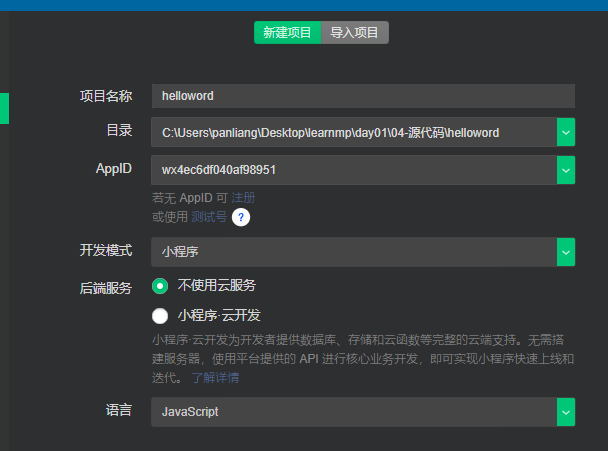 新建项目 导入项目
项目名称 helloword
目录 C:\Users\panliang\Desktop\learnmp\day01\04-源代码\helloword
AppID wx4ec6df040af98951
若无 AppID 可 注册
或使用 测试号 ?
开发模式 小程序
后端服务 不使用云服务
小程序·云开发
小程序·云开发为开发者提供数据库、存储和云函数等完整的云端支持。无需搭
建服务器，使用平台提供的 API 进行核心业务开发，即可实现小程序快速上线和
迭代。 了解详情
语言 JavaScript